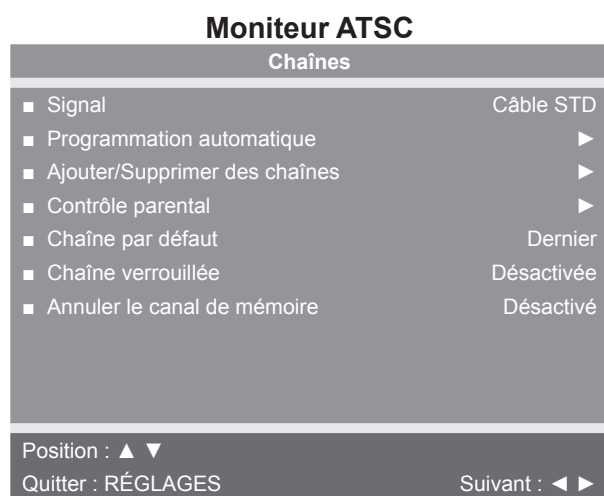 Moniteur ATSC
Chaînes
■ Signal Câble STD
■ Programmation automatique ►
■ Ajouter/Supprimer des chaînes ►
■ Contrôle parental ►
■ Chaîne par défaut Dernier
■ Chaîne verrouillée Désactivée
■ Annuler le canal de mémoire Désactivé
Position : ▲ ▼
Quitter : RÉGLAGES Suivant : ◄ ►